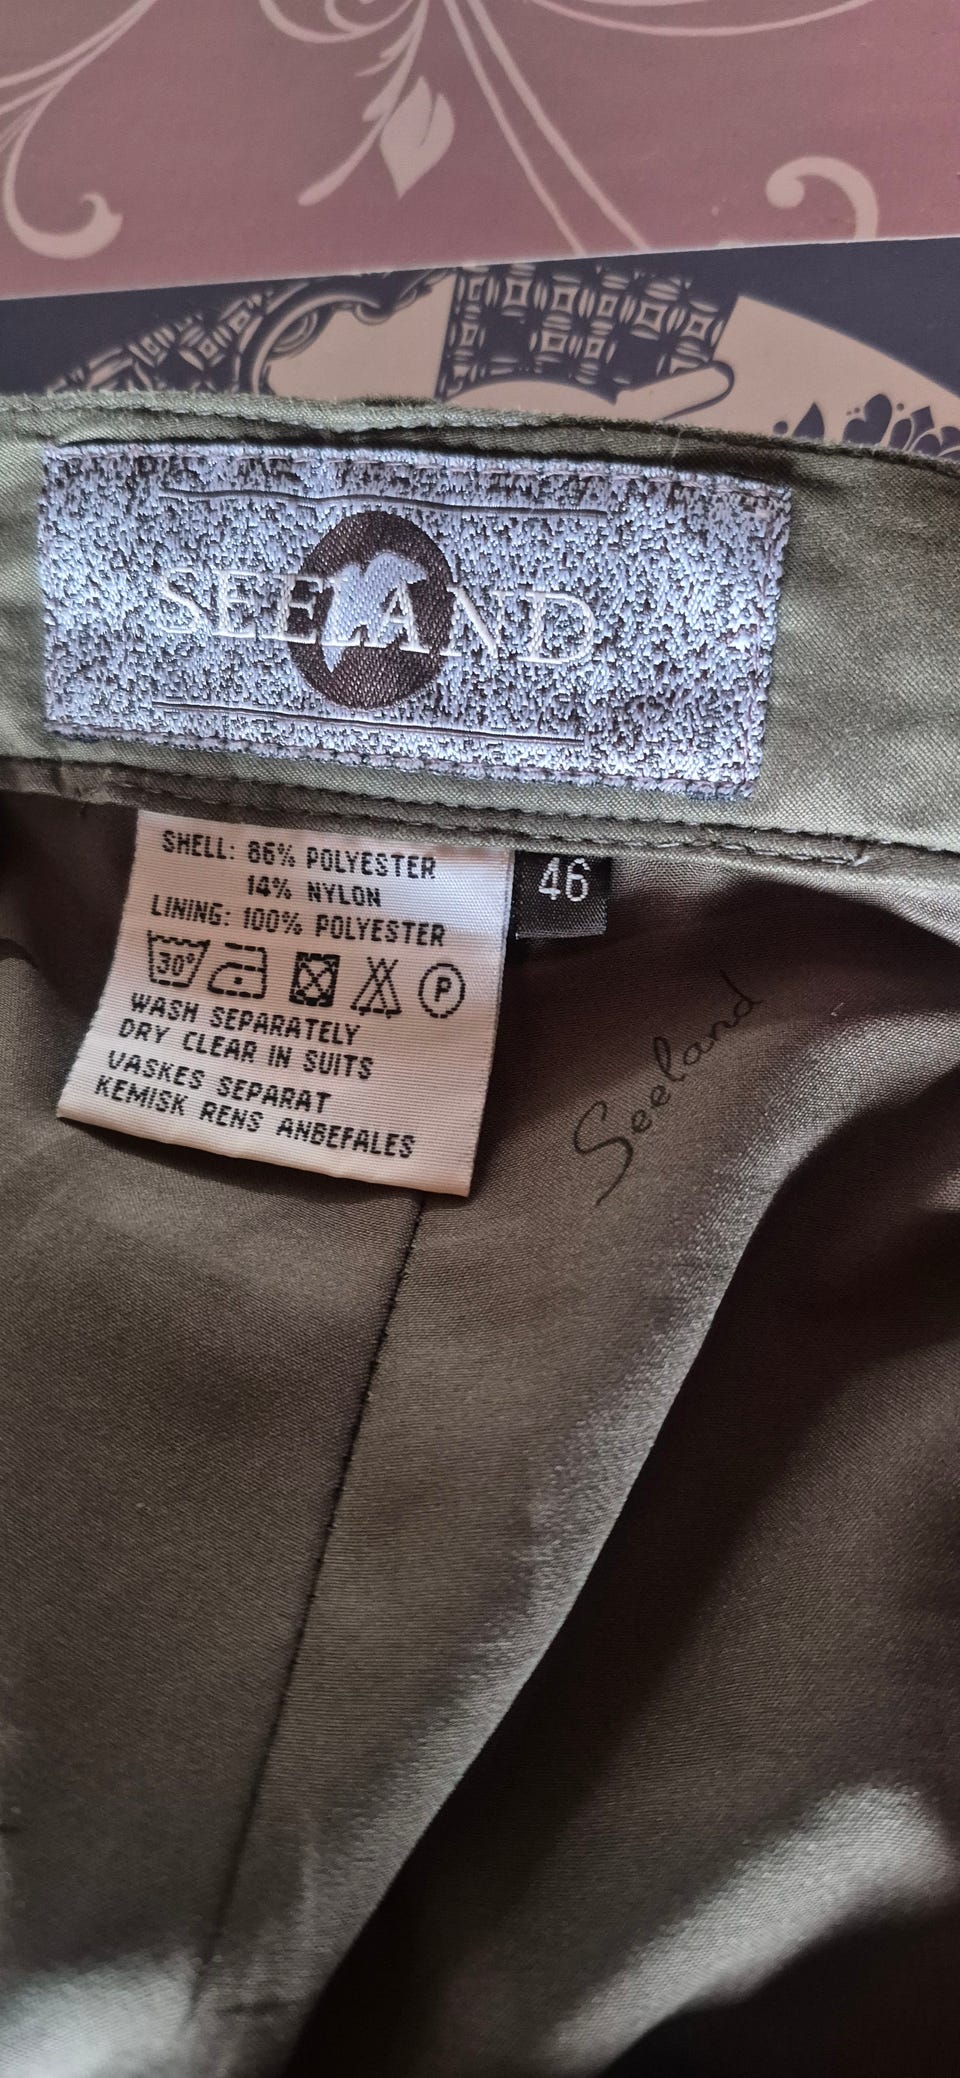 SEELAND
SHELL: 86% POLYESTER
14% NYLON
LINING: 100% POLYESTER
46
30°
P
WASH SEPARATELY
DRY CLEAR IN SUITS
VASKES SEPARAT
KEMISK RENS ANBEFALES
Seeland